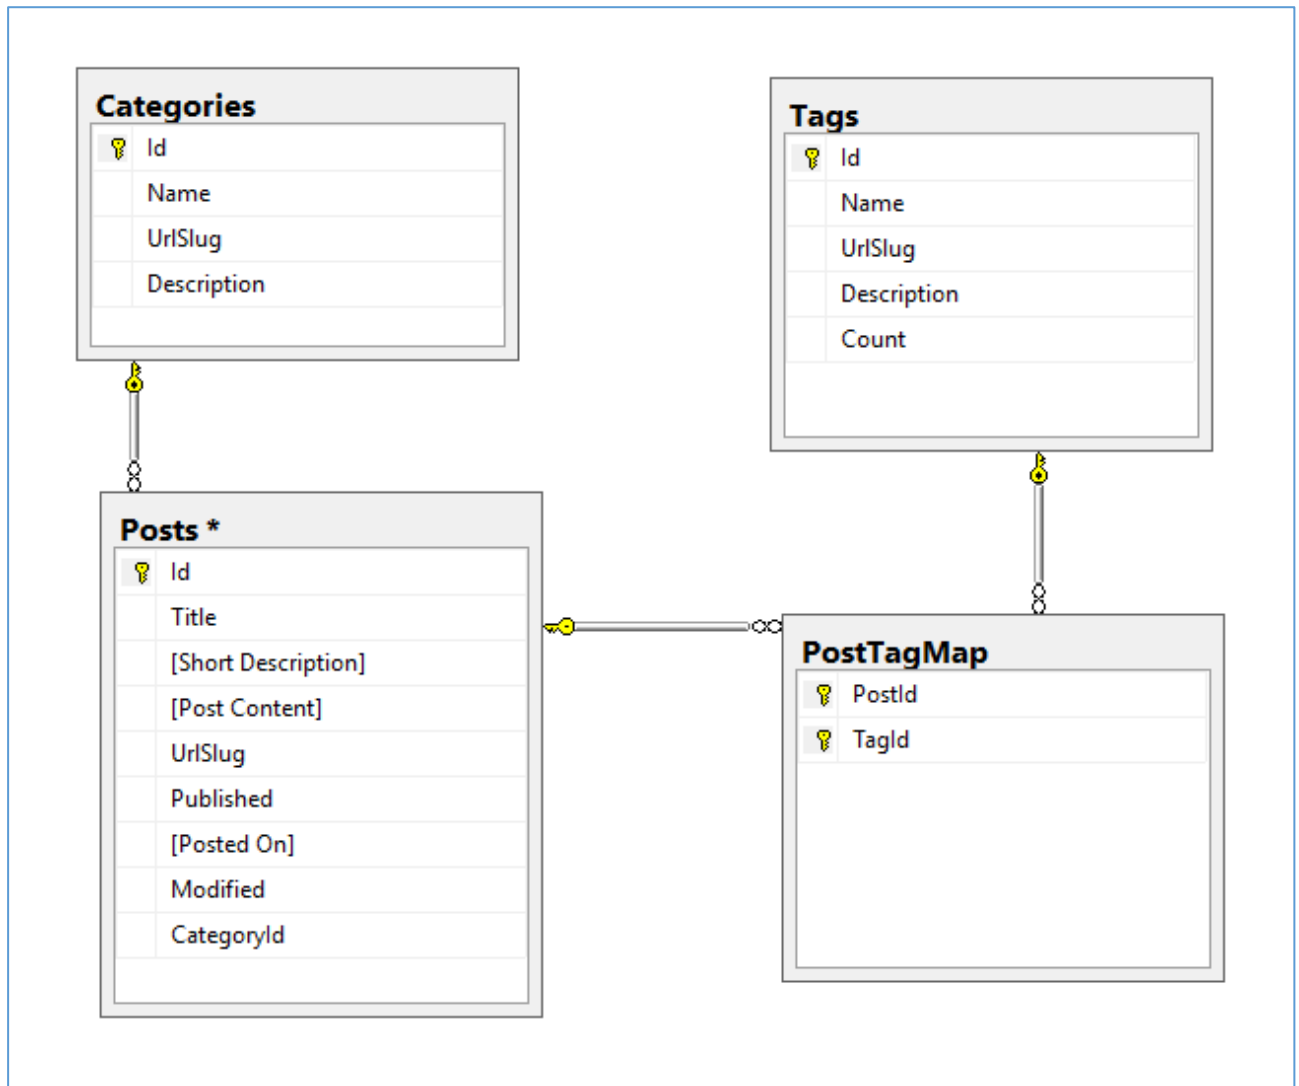 Categories
Id
Name
UrlSlug
Description
Tags
Id
Name
UrlSlug
Description
Count
Posts *
Id
Title
[Short Description]
[Post Content]
UrlSlug
Published
[Posted On]
Modified
CategoryId
PostTagMap
PostId
TagId